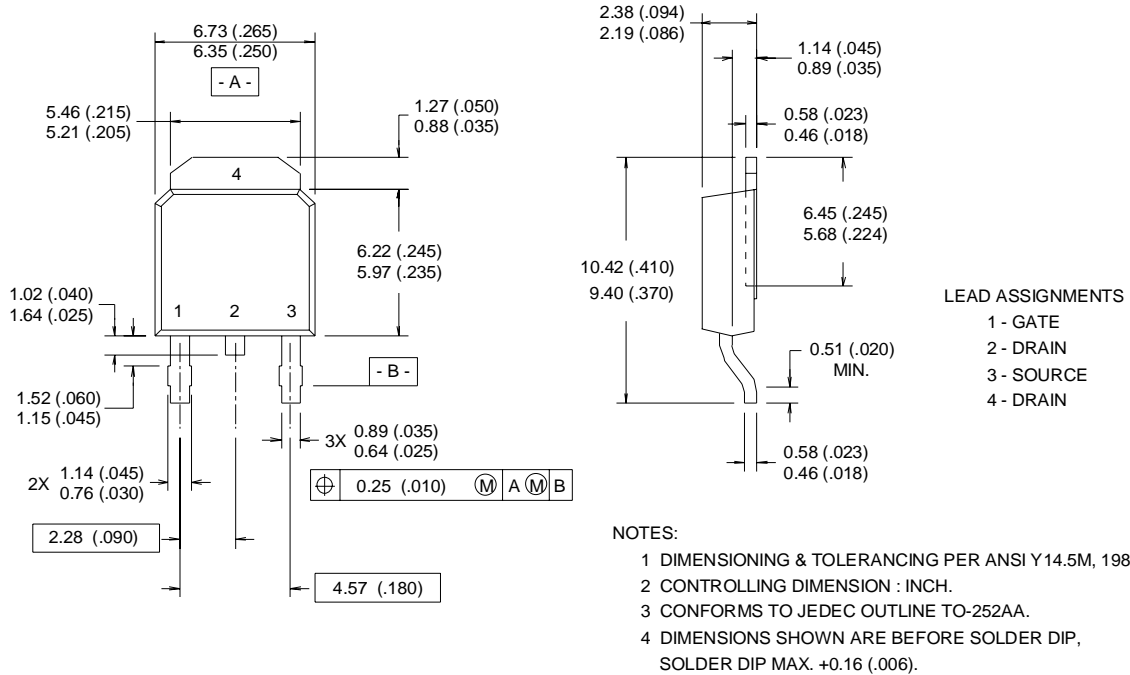 6.73 (.265)
6.35 (.250)
- A -
5.46 (.215)
5.21 (.205)
1.27 (.050)
0.88 (.035)
4
6.22 (.245)
5.97 (.235)
1.02 (.040)
1.64 (.025)
1 2 3
- B -
1.52 (.060)
1.15 (.045)
3X 0.89 (.035)
0.64 (.025)
2X 1.14 (.045)
0.76 (.030)
⌖ 0.25 (.010) Ⓜ A Ⓜ B
2.28 (.090)
4.57 (.180)
2.38 (.094)
2.19 (.086)
1.14 (.045)
0.89 (.035)
0.58 (.023)
0.46 (.018)
6.45 (.245)
5.68 (.224)
10.42 (.410)
9.40 (.370)
0.51 (.020)
MIN.
0.58 (.023)
0.46 (.018)
LEAD ASSIGNMENTS
1 - GATE
2 - DRAIN
3 - SOURCE
4 - DRAIN
NOTES:
1 DIMENSIONING & TOLERANCING PER ANSI Y14.5M, 198
2 CONTROLLING DIMENSION : INCH.
3 CONFORMS TO JEDEC OUTLINE TO-252AA.
4 DIMENSIONS SHOWN ARE BEFORE SOLDER DIP,
SOLDER DIP MAX. +0.16 (.006).